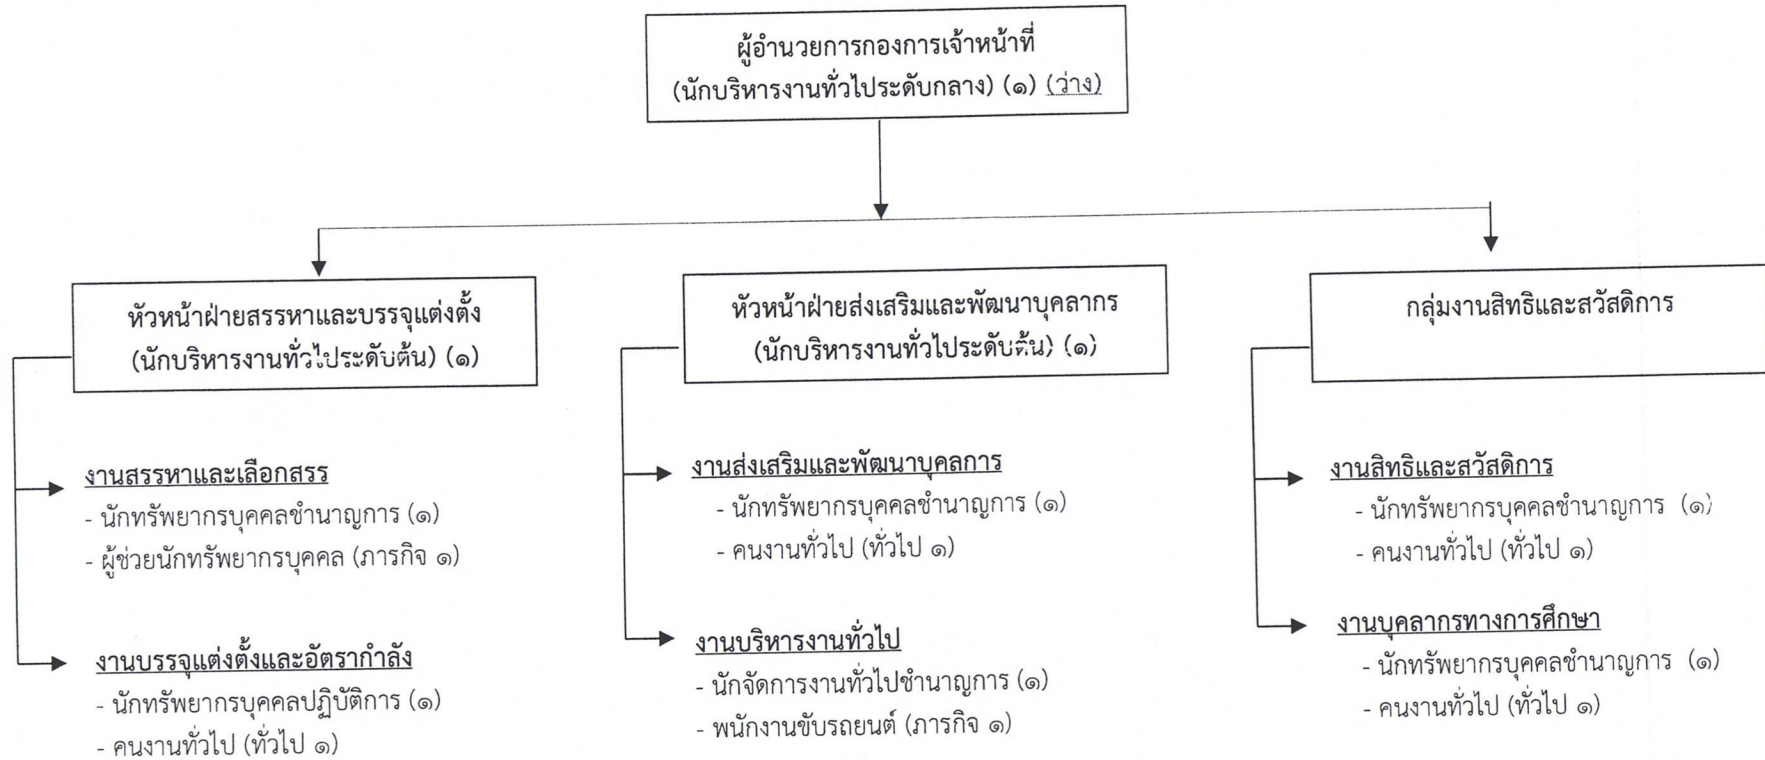 ผู้อำนวยการกองการเจ้าหน้าที่
(นักบริหารงานทั่วไประดับกลาง) (๑) (ว่าง)
หัวหน้าฝ่ายสรรหาและบรรจุแต่งตั้ง
(นักบริหารงานทั่วไประดับต้น) (๑)
งานสรรหาและเลือกสรร
- นักทรัพยากรบุคคลชำนาญการ (๑)
- ผู้ช่วยนักทรัพยากรบุคคล (ภารกิจ ๑)
งานบรรจุแต่งตั้งและอัตรากำลัง
- นักทรัพยากรบุคคลปฏิบัติการ (๑)
- คนงานทั่วไป (ทั่วไป ๑)
หัวหน้าฝ่ายส่งเสริมและพัฒนาบุคลากร
(นักบริหารงานทั่วไประดับต้น) (๑)
งานส่งเสริมและพัฒนาบุคลการ
- นักทรัพยากรบุคคลชำนาญการ (๑)
- คนงานทั่วไป (ทั่วไป ๑)
งานบริหารงานทั่วไป
- นักจัดการงานทั่วไปชำนาญการ (๑)
- พนักงานขับรถยนต์ (ภารกิจ ๑)
กลุ่มงานสิทธิและสวัสดิการ
งานสิทธิและสวัสดิการ
- นักทรัพยากรบุคคลชำนาญการ (๑)
- คนงานทั่วไป (ทั่วไป ๑)
งานบุคลากรทางการศึกษา
- นักทรัพยากรบุคคลชำนาญการ (๑)
- คนงานทั่วไป (ทั่วไป ๑)